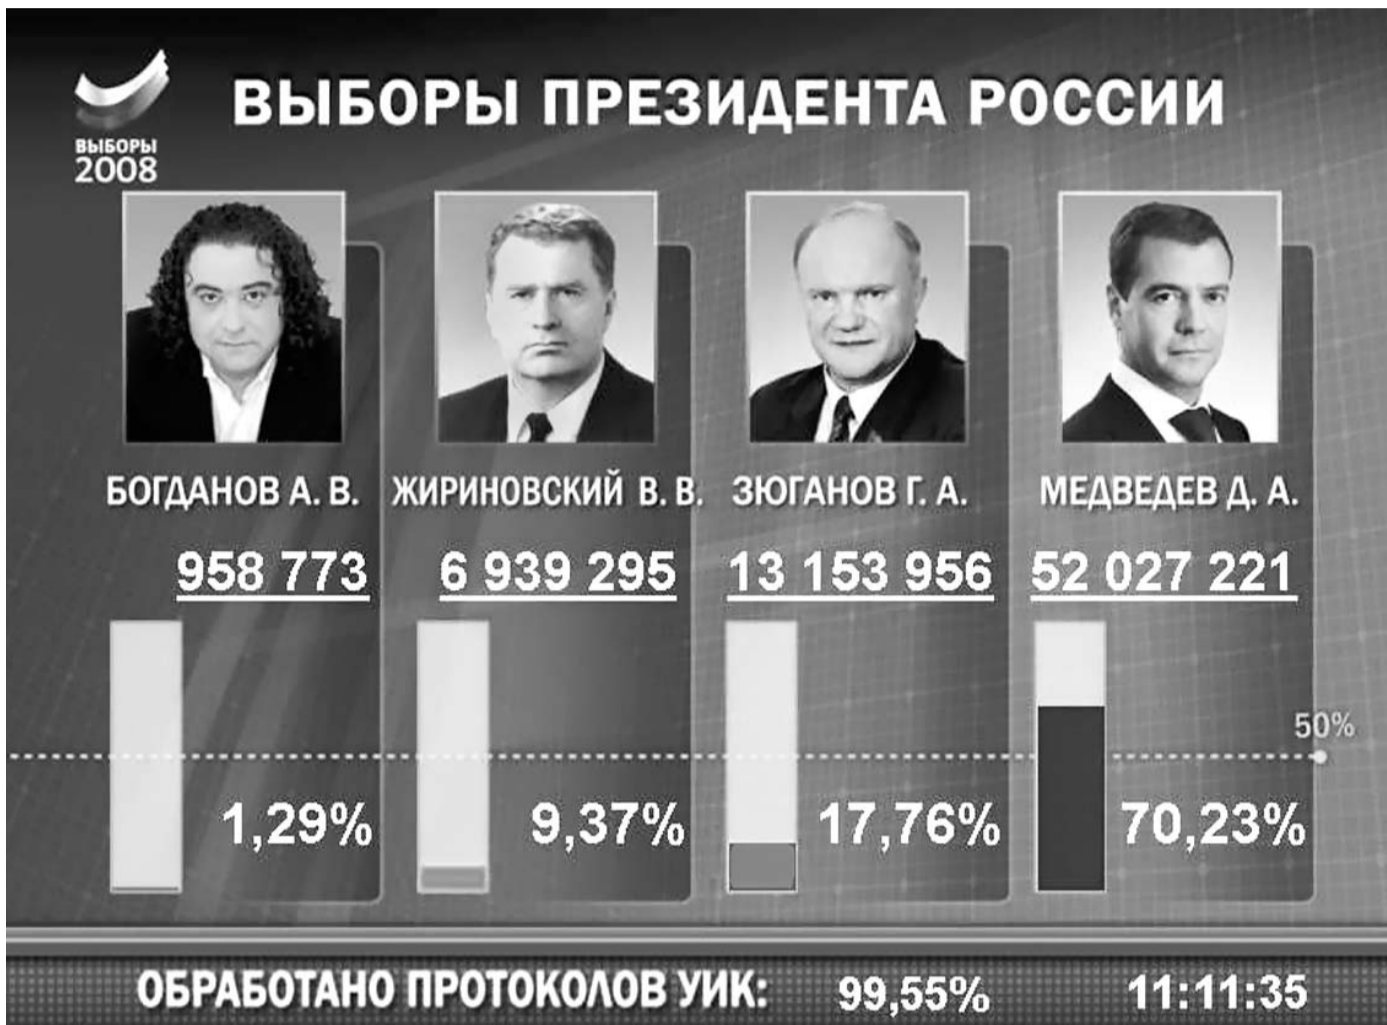 ВЫБОРЫ ПРЕЗИДЕНТА РОССИИ
ВЫБОРЫ
2008
БОГДАНОВ А. В.
ЖИРИНОВСКИЙ В. В.
ЗЮГАНОВ Г. А.
МЕДВЕДЕВ Д. А.
958 773
6 939 295
13 153 956
52 027 221
50%
1,29%
9,37%
17,76%
70,23%
ОБРАБОТАНО ПРОТОКОЛОВ УИК: 99,55% 11:11:35